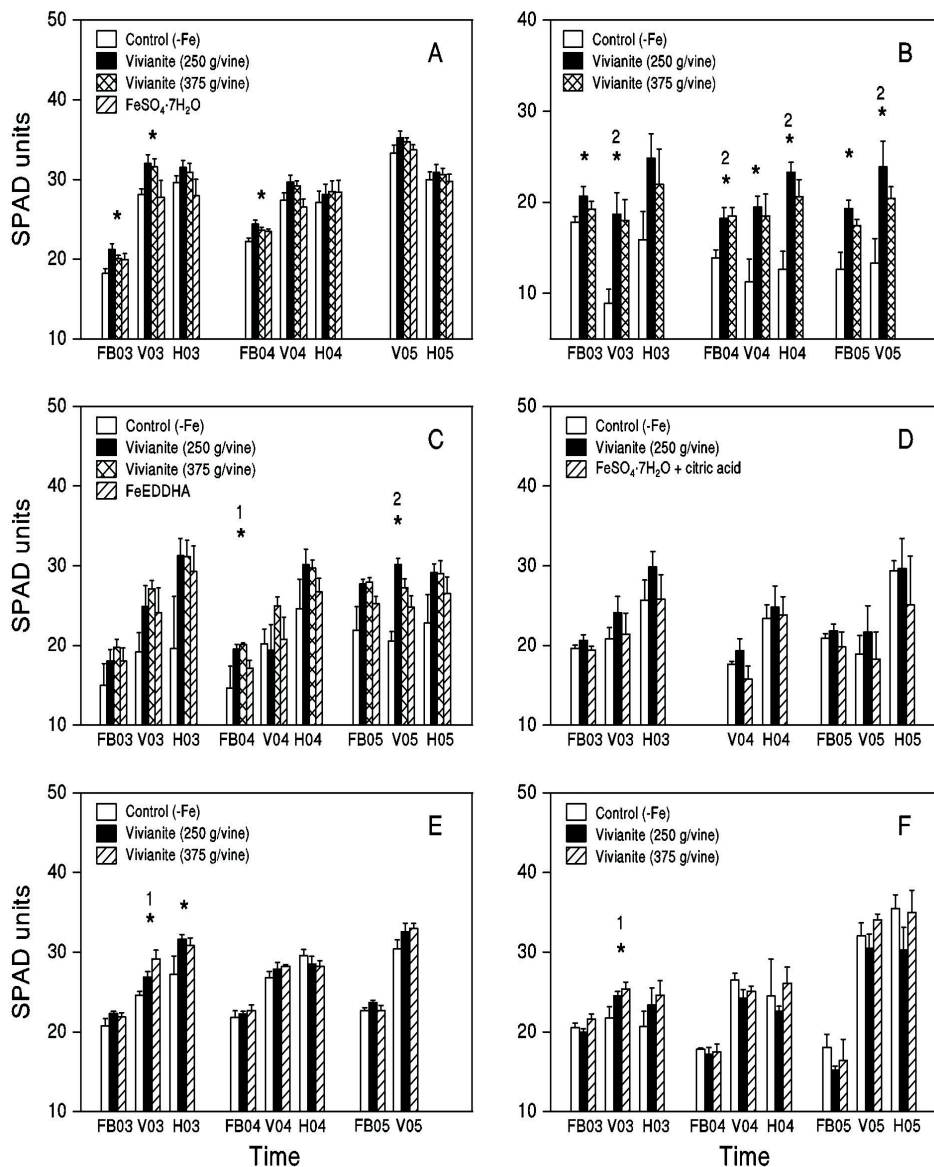 50
40
30
20
10
SPAD units
Control (-Fe)
Vivianite (250 g/vine)
Vivianite (375 g/vine)
FeSO₄·7H₂O
A
*
*
*
FB03 V03 H03 FB04 V04 H04 V05 H05
40
30
20
10
Control (-Fe)
Vivianite (250 g/vine)
Vivianite (375 g/vine)
B
*
2
*
2
*
*
2
*
*
2
*
FB03 V03 H03 FB04 V04 H04 FB05 V05
50
40
30
20
10
SPAD units
Control (-Fe)
Vivianite (250 g/vine)
Vivianite (375 g/vine)
FeEDDHA
C
1
*
2
*
FB03 V03 H03 FB04 V04 H04 FB05 V05 H05
50
40
30
20
10
Control (-Fe)
Vivianite (250 g/vine)
FeSO₄·7H₂O + citric acid
D
FB03 V03 H03 V04 H04 FB05 V05 H05
50
40
30
20
10
SPAD units
Control (-Fe)
Vivianite (250 g/vine)
Vivianite (375 g/vine)
E
1
*
*
FB03 V03 H03 FB04 V04 H04 FB05 V05
Time
50
40
30
20
10
Control (-Fe)
Vivianite (250 g/vine)
Vivianite (375 g/vine)
F
1
*
FB03 V03 H03 FB04 V04 H04 FB05 V05 H05
Time